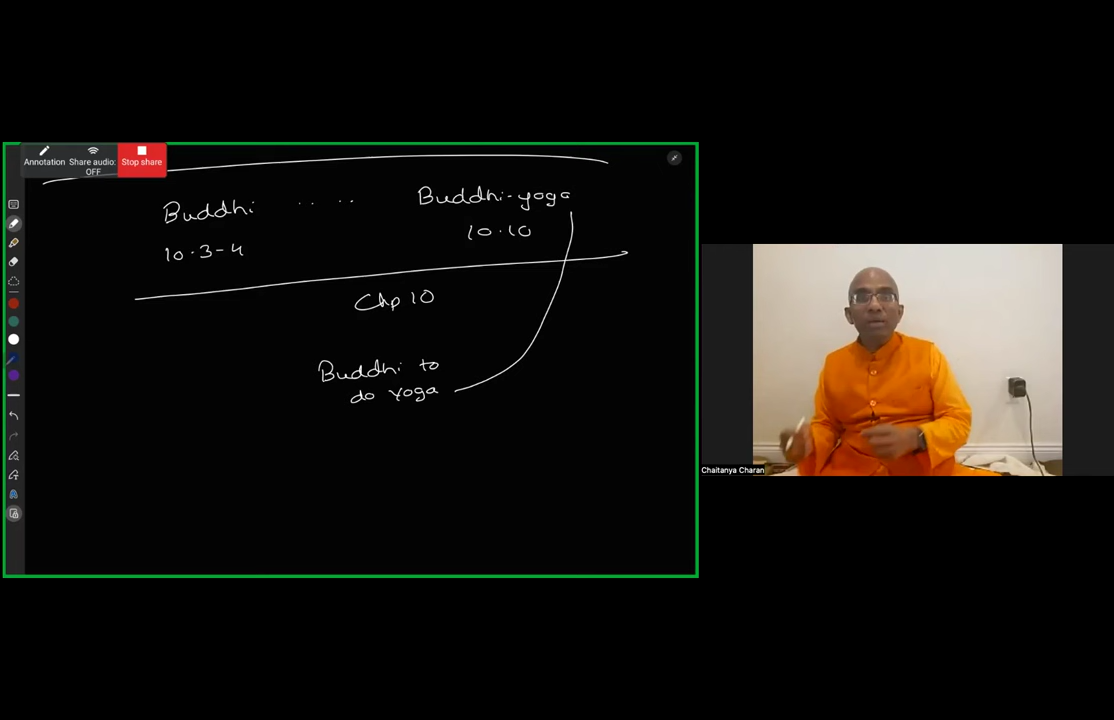 Annotation
Share audio:
OFF
Stop share
Buddhi .. .. Buddhi-yoga
10.3-4
10.10
Chp 10
Buddhi to
do yoga
Chaitanya Charan